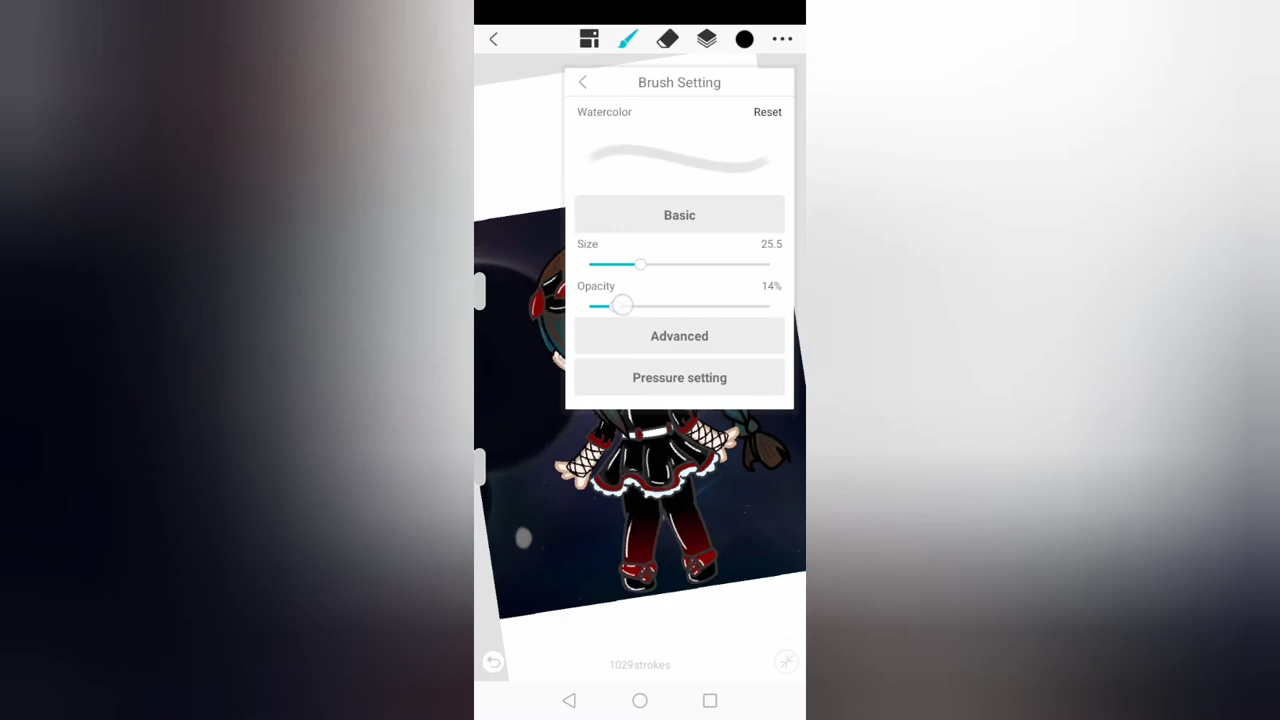 Brush Setting
Watercolor Reset
Basic
Size 25.5
Opacity 14%
Advanced
Pressure setting
1029strokes